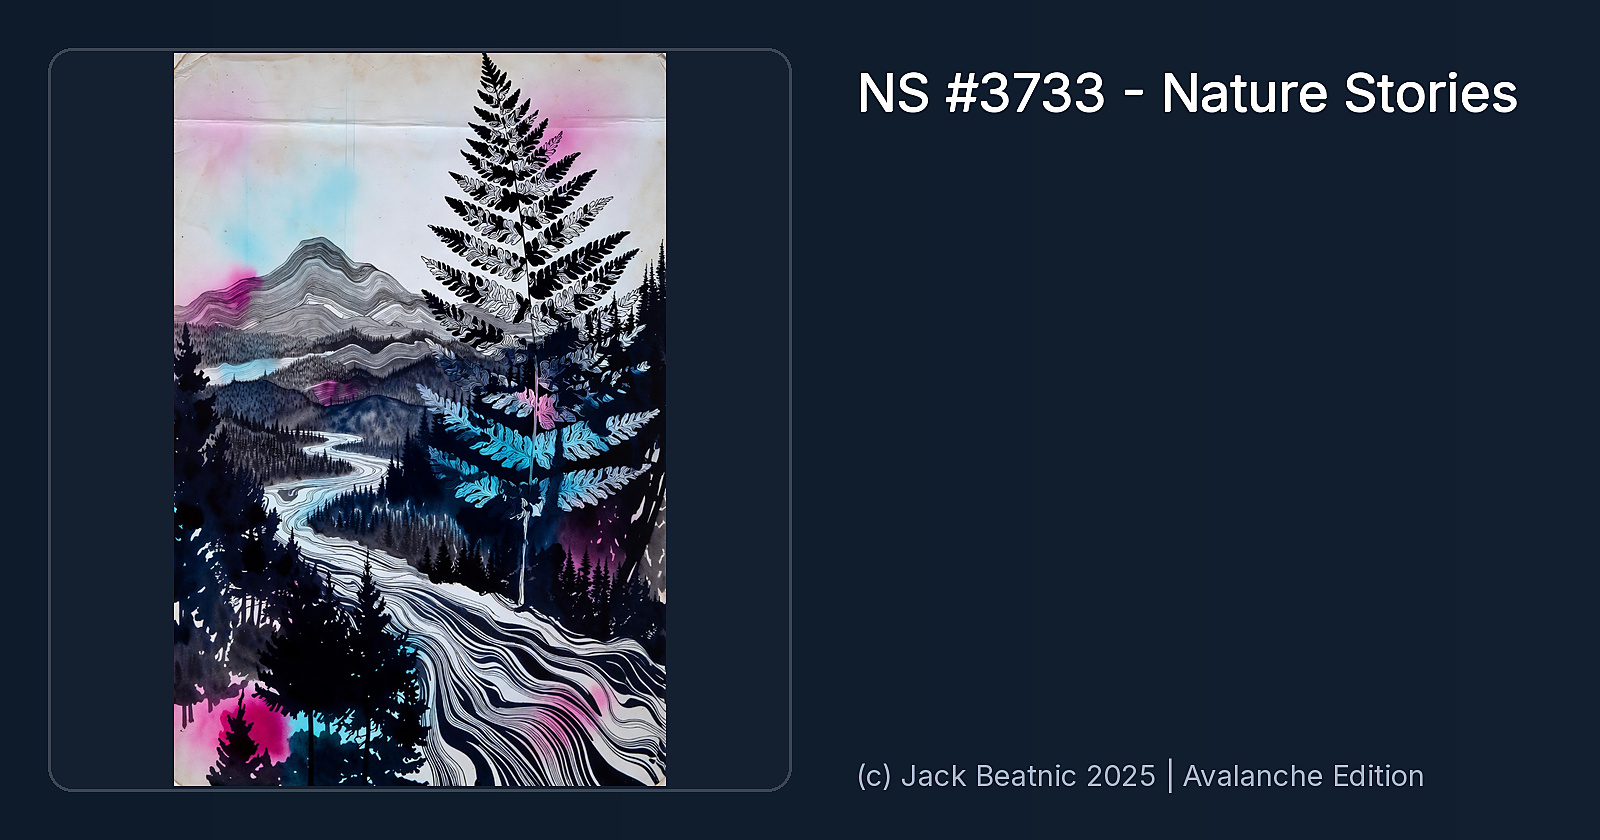 NS #3733 - Nature Stories
(c) Jack Beatnic 2025 | Avalanche Edition